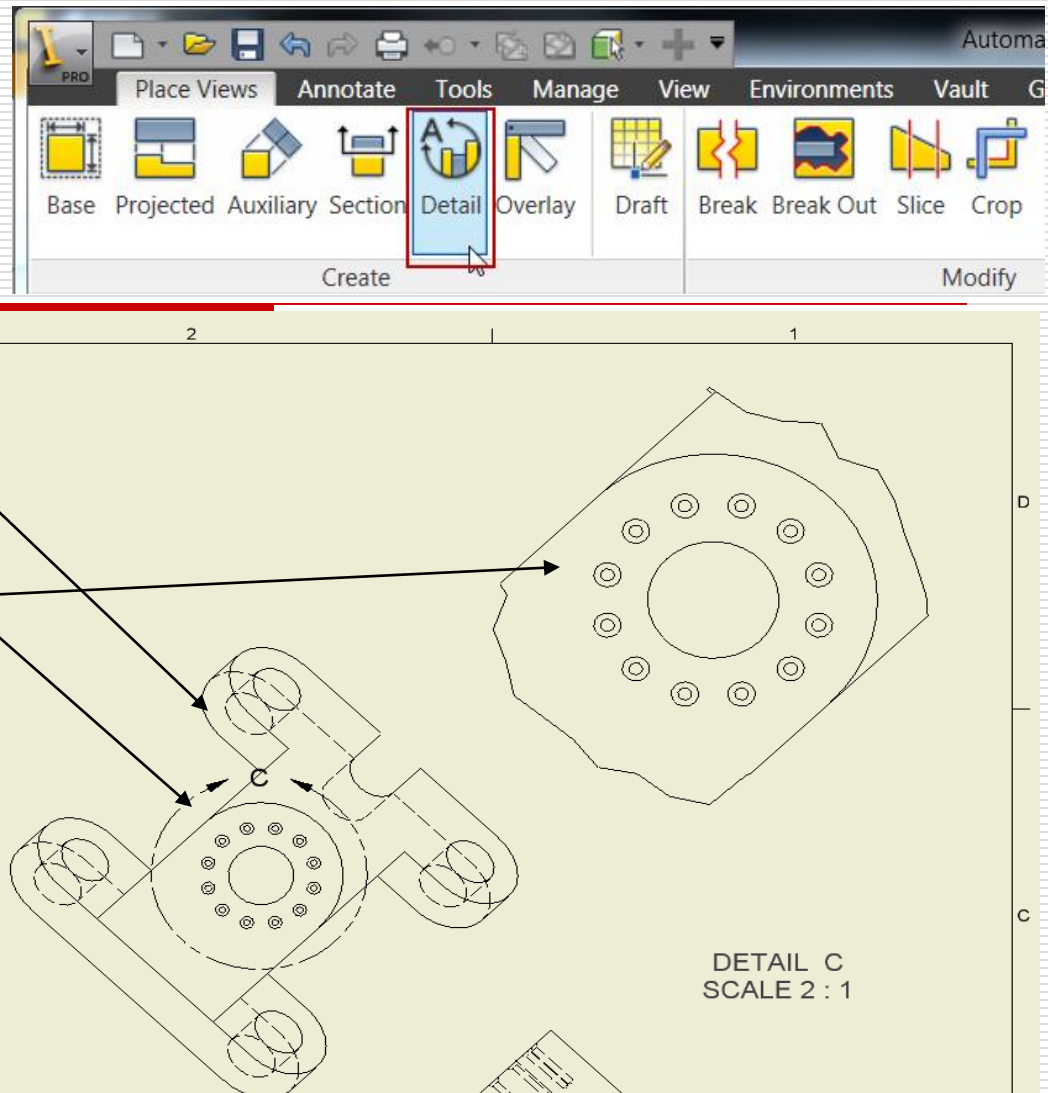 Automa
PRO
Place Views Annotate Tools Manage View Environments Vault G
A
Base Projected Auxiliary Section Detail Overlay Draft Break Break Out Slice Crop
Create Modify
2 1
D
C
C
DETAIL C
SCALE 2 : 1